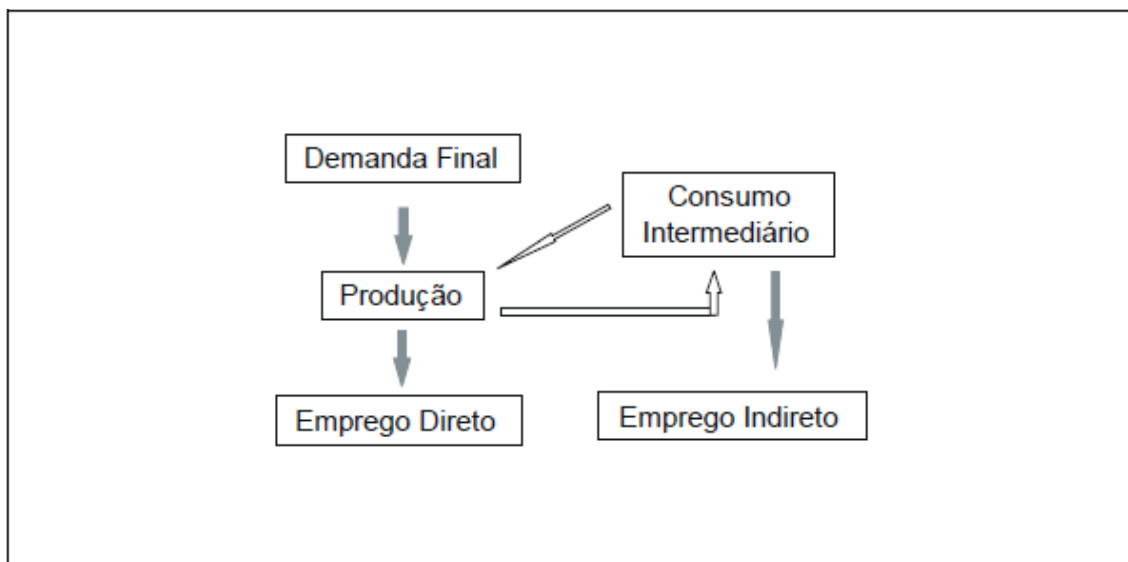 Demanda Final
Consumo
Intermediário
Produção
Emprego Direto
Emprego Indireto